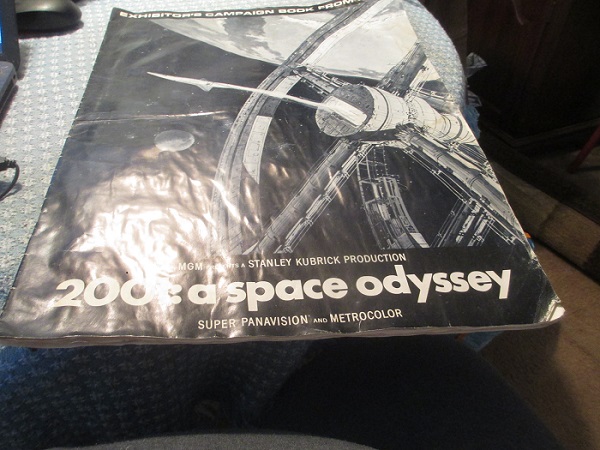 EXHIBITOR'S CAMPAIGN BOOK FROM
MGM A STANLEY KUBRICK PRODUCTION
2001: a space odyssey
SUPER PANAVISION AND METROCOLOR